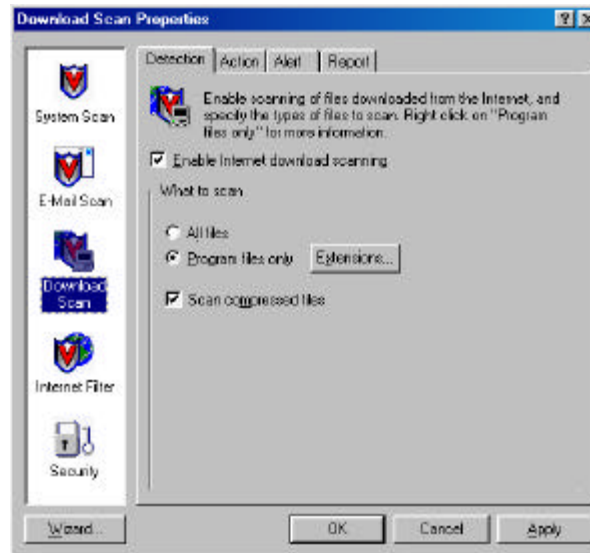 Download Scan Properties
System Scan
E-Mail Scan
Download
Scan
Internet Filter
Security
Detection Action Alert Report
Enable scanning of files downloaded from the Internet, and
specify the types of files to scan. Right click on "Program
files only" for more information.
Enable Internet download scanning
What to scan
All files
Program files only Extensions...
Scan compressed files
Wizard... OK Cancel Apply